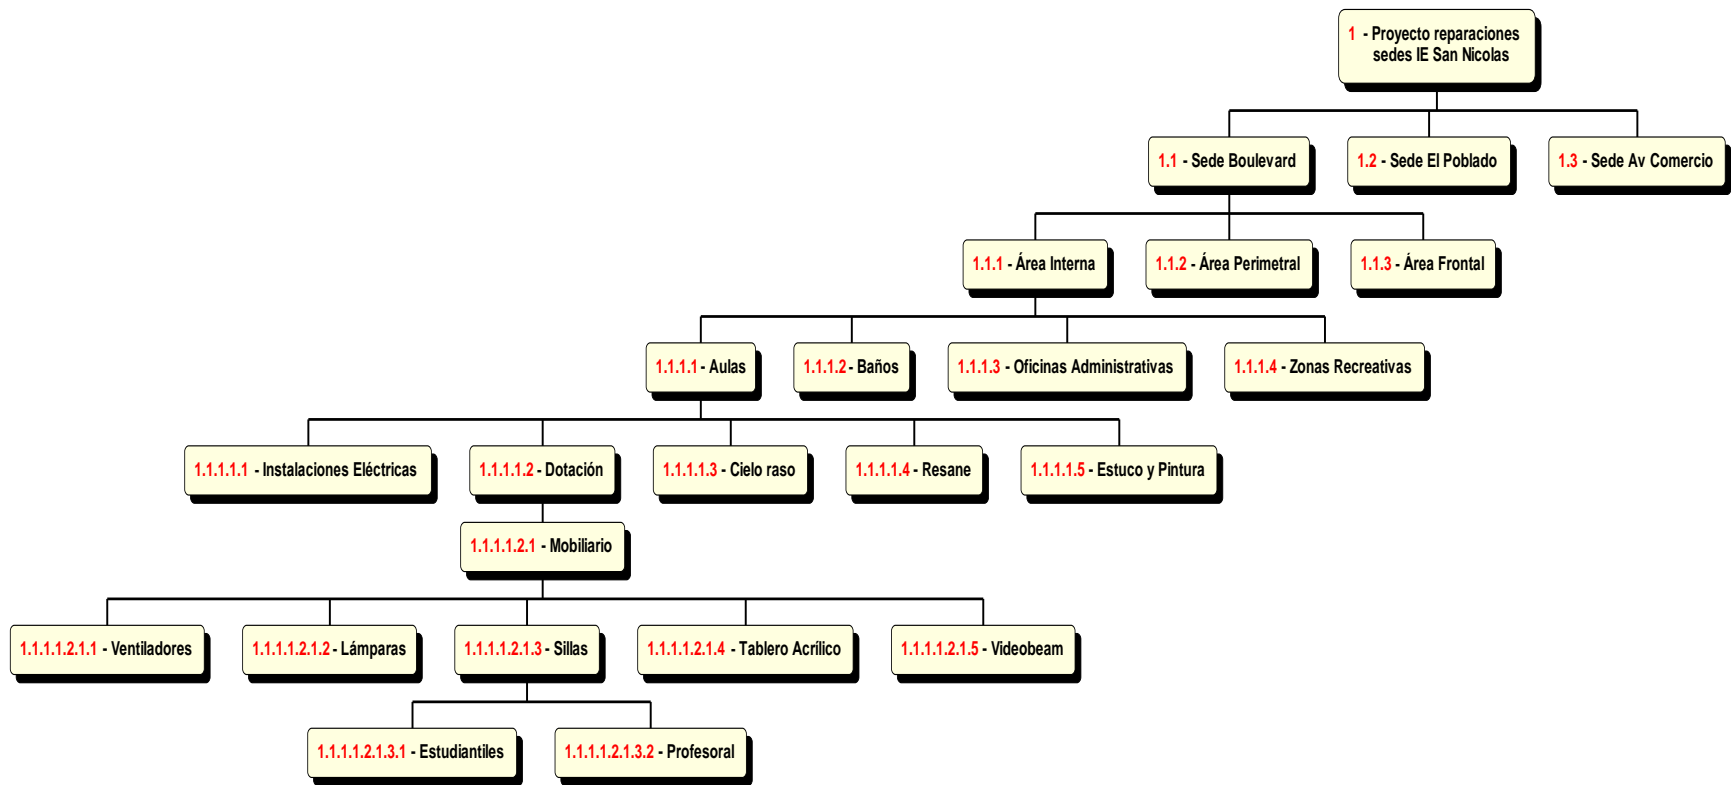 1 - Proyecto reparaciones
sedes IE San Nicolas
1.1 - Sede Boulevard
1.2 - Sede El Poblado
1.3 - Sede Av Comercio
1.1.1 - Área Interna
1.1.2 - Área Perimetral
1.1.3 - Área Frontal
1.1.1.1 - Aulas
1.1.1.2 - Baños
1.1.1.3 - Oficinas Administrativas
1.1.1.4 - Zonas Recreativas
1.1.1.1.1 - Instalaciones Eléctricas
1.1.1.1.2 - Dotación
1.1.1.1.3 - Cielo raso
1.1.1.1.4 - Resane
1.1.1.1.5 - Estuco y Pintura
1.1.1.1.2.1 - Mobiliario
1.1.1.1.2.1.1 - Ventiladores
1.1.1.1.2.1.2 - Lámparas
1.1.1.1.2.1.3 - Sillas
1.1.1.1.2.1.4 - Tablero Acrílico
1.1.1.1.2.1.5 - Videobeam
1.1.1.1.2.1.3.1 - Estudiantiles
1.1.1.1.2.1.3.2 - Profesoral